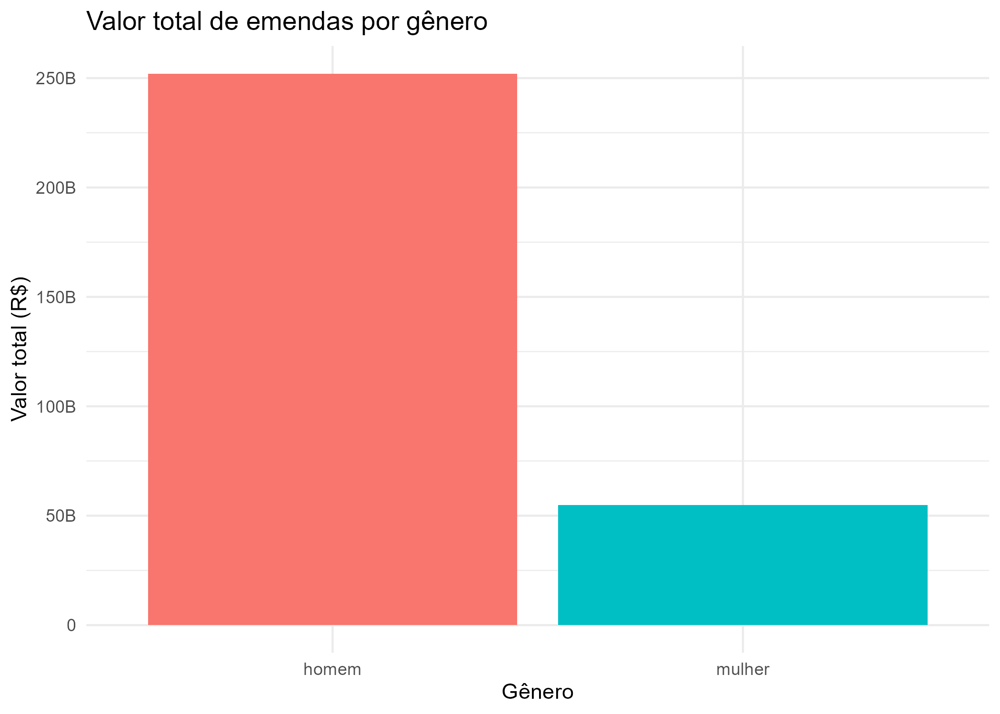 Valor total de emendas por gênero
Valor total (R$)
250B
200B
150B
100B
50B
0
homem
mulher
Gênero